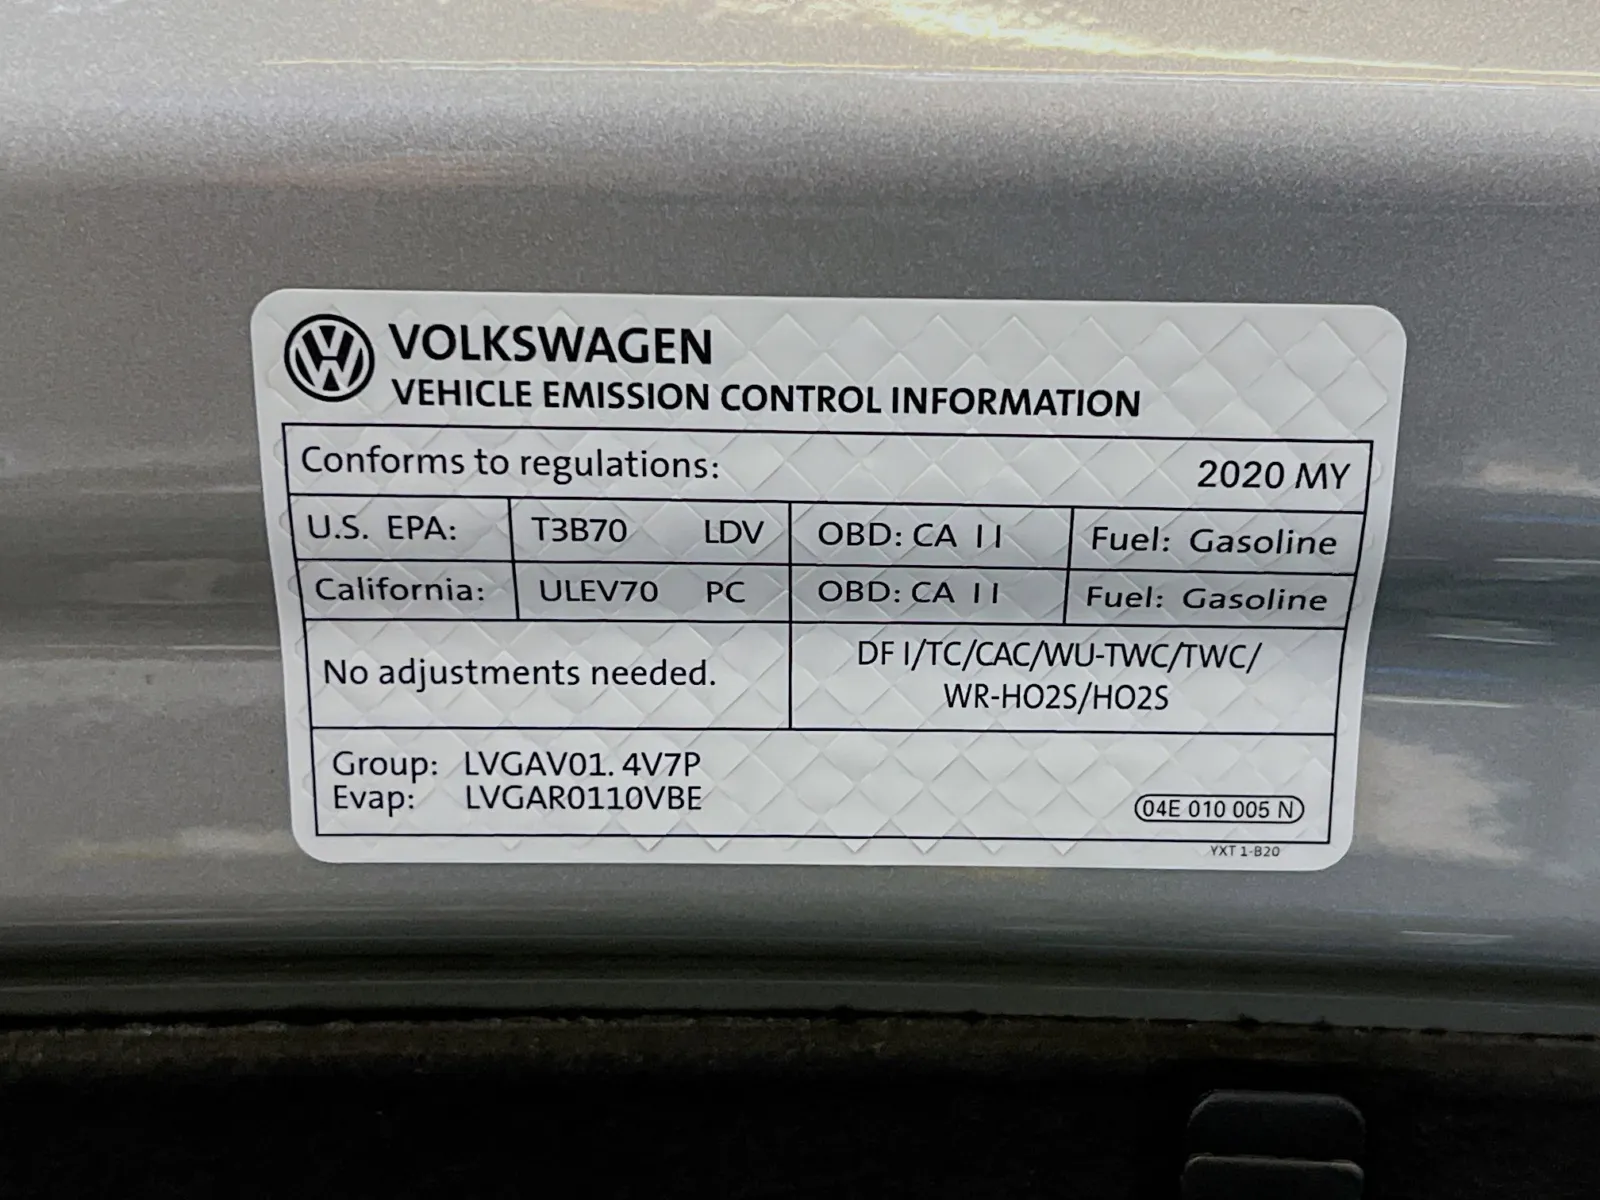 VOLKSWAGEN
VEHICLE EMISSION CONTROL INFORMATION
Conforms to regulations: 2020 MY
U.S. EPA: T3B70 LDV OBD: CA II Fuel: Gasoline
California: ULEV70 PC OBD: CA II Fuel: Gasoline
No adjustments needed.
DF I/TC/CAC/WU-TWC/TWC/
WR-HO2S/HO2S
Group: LVGAV01. 4V7P
Evap: LVGAR0110VBE
04E 010 005 N
YXT 1-B20